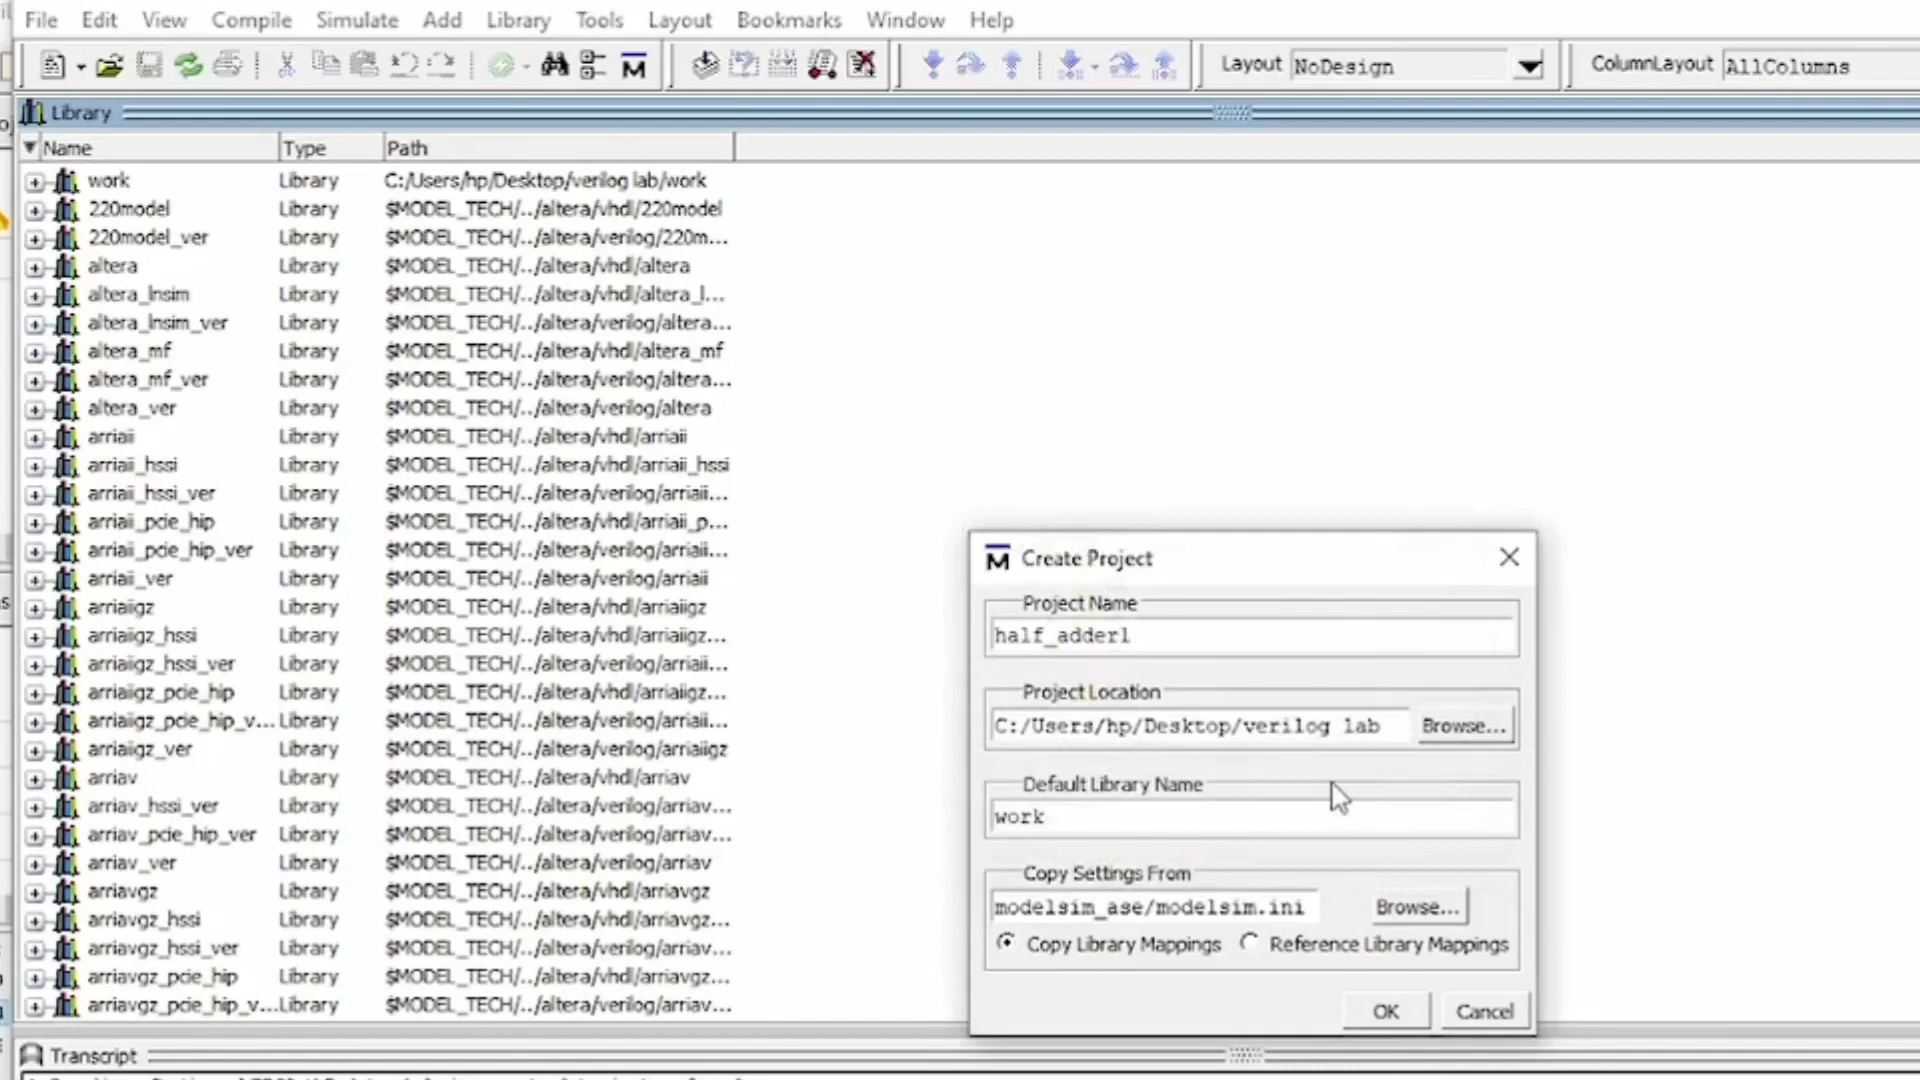 File Edit View Compile Simulate Add Library Tools Layout Bookmarks Window Help
Layout NoDesign ColumnLayout AllColumns
Library
Name Type Path
work Library C:/Users/hp/Desktop/verilog lab/work
220model Library $MODEL_TECH/../altera/vhdl/220model
220model_ver Library $MODEL_TECH/../altera/verilog/220m...
altera Library $MODEL_TECH/../altera/vhdl/altera
altera_lnsim Library $MODEL_TECH/../altera/vhdl/altera_l...
altera_lnsim_ver Library $MODEL_TECH/../altera/verilog/altera...
altera_mf Library $MODEL_TECH/../altera/vhdl/altera_mf
altera_mf_ver Library $MODEL_TECH/../altera/verilog/altera...
altera_ver Library $MODEL_TECH/../altera/verilog/altera
arriaii Library $MODEL_TECH/../altera/vhdl/arriaii
arriaii_hssi Library $MODEL_TECH/../altera/vhdl/arriaii_hssi
arriaii_hssi_ver Library $MODEL_TECH/../altera/verilog/arriaii...
arriaii_pcie_hip Library $MODEL_TECH/../altera/vhdl/arriaii_p...
arriaii_pcie_hip_ver Library $MODEL_TECH/../altera/verilog/arriaii...
arriaii_ver Library $MODEL_TECH/../altera/verilog/arriaii
arriaiigz Library $MODEL_TECH/../altera/vhdl/arriaiigz
arriaiigz_hssi Library $MODEL_TECH/../altera/vhdl/arriaiigz...
arriaiigz_hssi_ver Library $MODEL_TECH/../altera/verilog/arriaii...
arriaiigz_pcie_hip Library $MODEL_TECH/../altera/vhdl/arriaiigz...
arriaiigz_pcie_hip_v... Library $MODEL_TECH/../altera/verilog/arriaii...
arriaiigz_ver Library $MODEL_TECH/../altera/verilog/arriaiigz
arriav Library $MODEL_TECH/../altera/vhdl/arriav
arriav_hssi_ver Library $MODEL_TECH/../altera/verilog/arriav...
arriav_pcie_hip_ver Library $MODEL_TECH/../altera/verilog/arriav...
arriav_ver Library $MODEL_TECH/../altera/verilog/arriav
arriavgz Library $MODEL_TECH/../altera/vhdl/arriavgz
arriavgz_hssi Library $MODEL_TECH/../altera/vhdl/arriavgz...
arriavgz_hssi_ver Library $MODEL_TECH/../altera/verilog/arriav...
arriavgz_pcie_hip Library $MODEL_TECH/../altera/vhdl/arriavgz...
arriavgz_pcie_hip_v... Library $MODEL_TECH/../altera/verilog/arriav...
Transcript
M Create Project
Project Name
half_adder1
Project Location
C:/Users/hp/Desktop/verilog lab Browse...
Default Library Name
work
Copy Settings From
modelsim_ase/modelsim.ini Browse...
Copy Library Mappings Reference Library Mappings
OK Cancel